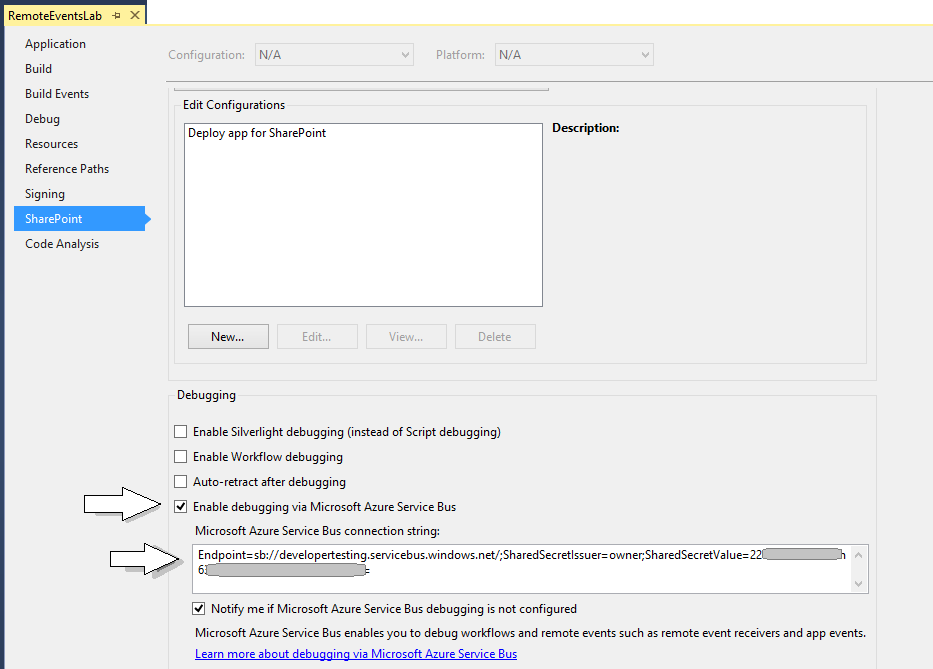 RemoteEventsLab
Application
Build
Build Events
Debug
Resources
Reference Paths
Signing
SharePoint
Code Analysis
Configuration: N/A Platform: N/A
Edit Configurations
Deploy app for SharePoint
Description:
New... Edit... View... Delete
Debugging
Enable Silverlight debugging (instead of Script debugging)
Enable Workflow debugging
Auto-retract after debugging
Enable debugging via Microsoft Azure Service Bus
Microsoft Azure Service Bus connection string:
Endpoint=sb://developertesting.servicebus.windows.net/;SharedSecretIssuer=owner;SharedSecretValue=22 h
6 =
Notify me if Microsoft Azure Service Bus debugging is not configured
Microsoft Azure Service Bus enables you to debug workflows and remote events such as remote event receivers and app events.
Learn more about debugging via Microsoft Azure Service Bus